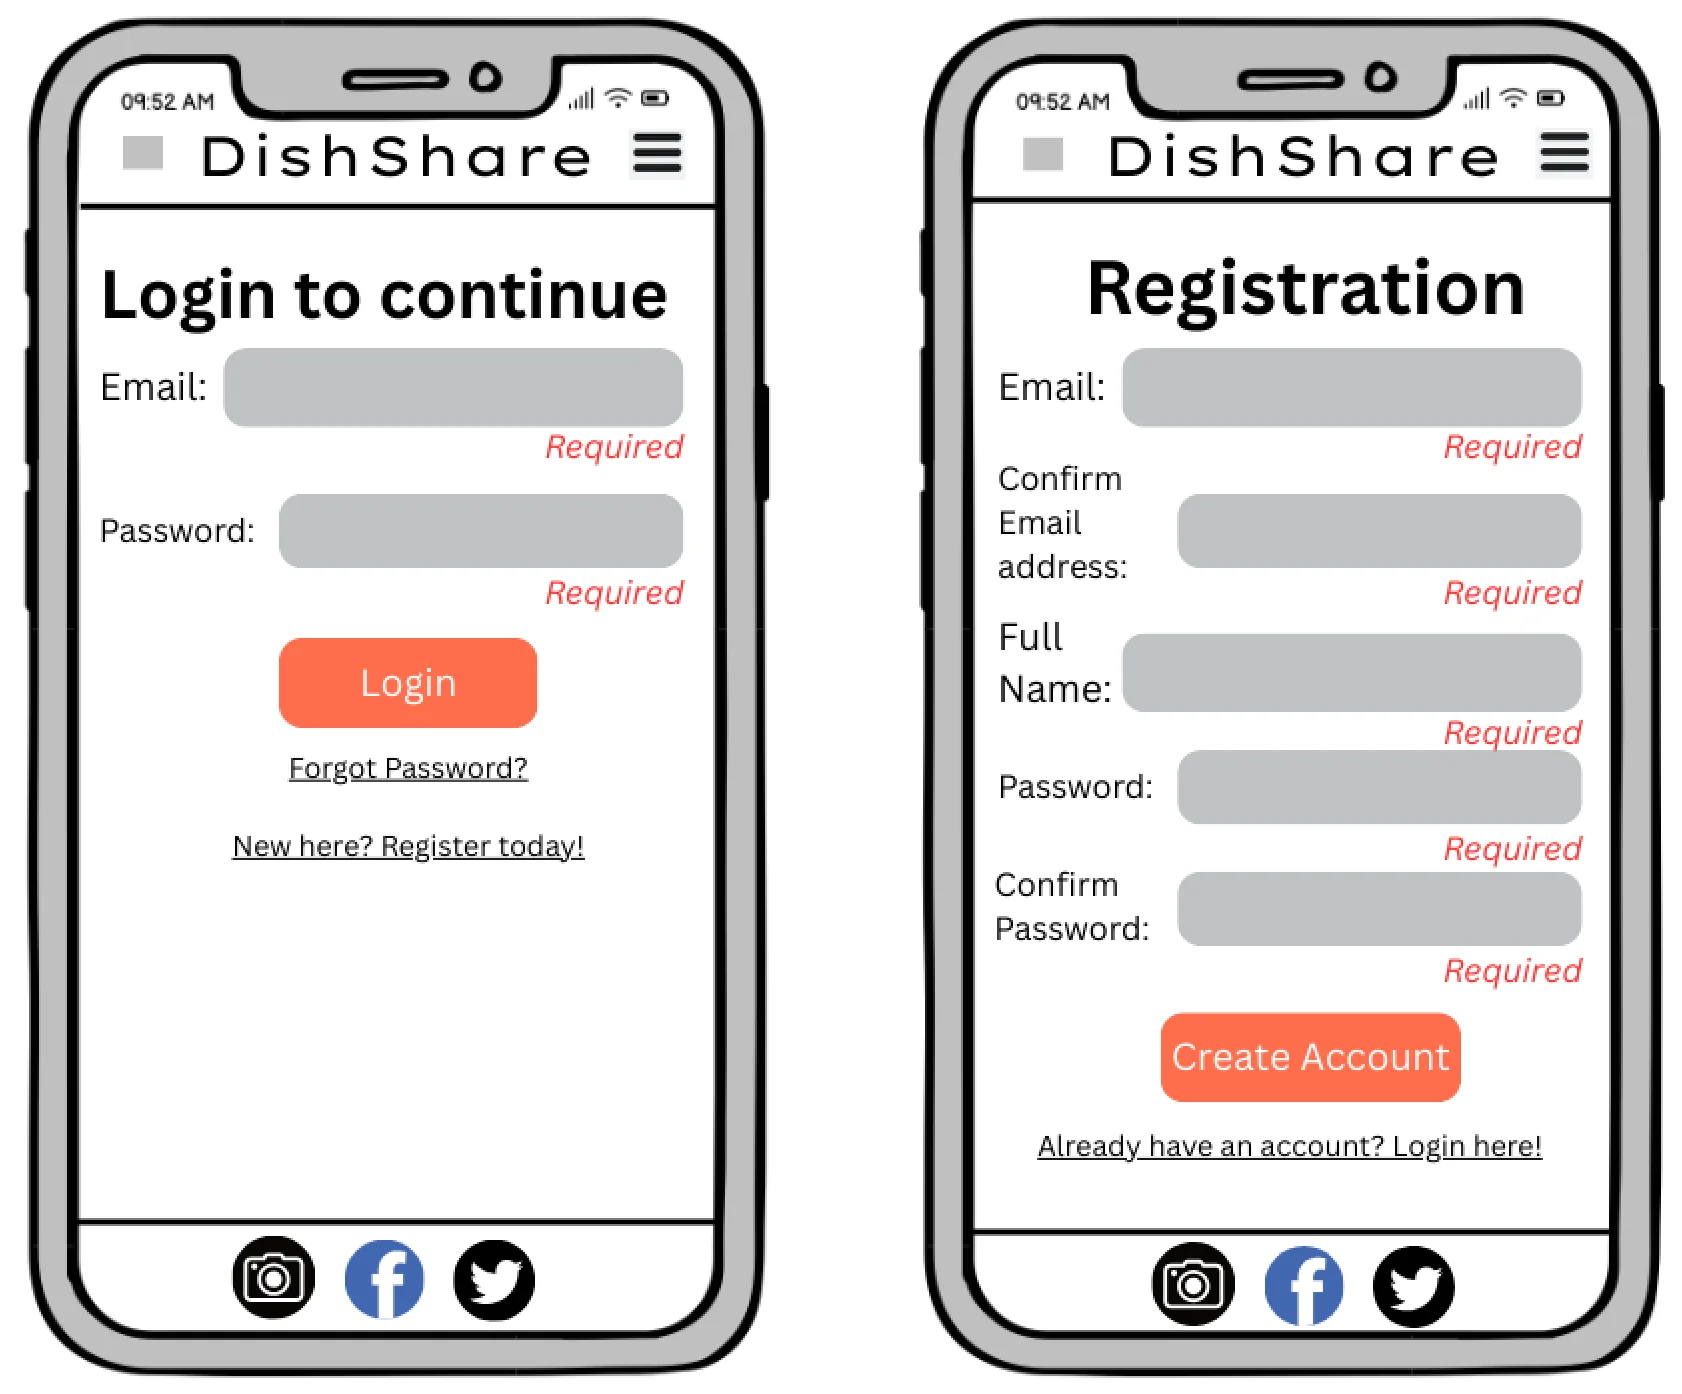 09:52 AM
DishShare
Login to continue
Email:
Required
Password:
Required
Login
Forgot Password?
New here? Register today!
09:52 AM
DishShare
Registration
Email:
Required
Confirm
Email
address:
Required
Full
Name:
Required
Password:
Required
Confirm
Password:
Required
Create Account
Already have an account? Login here!